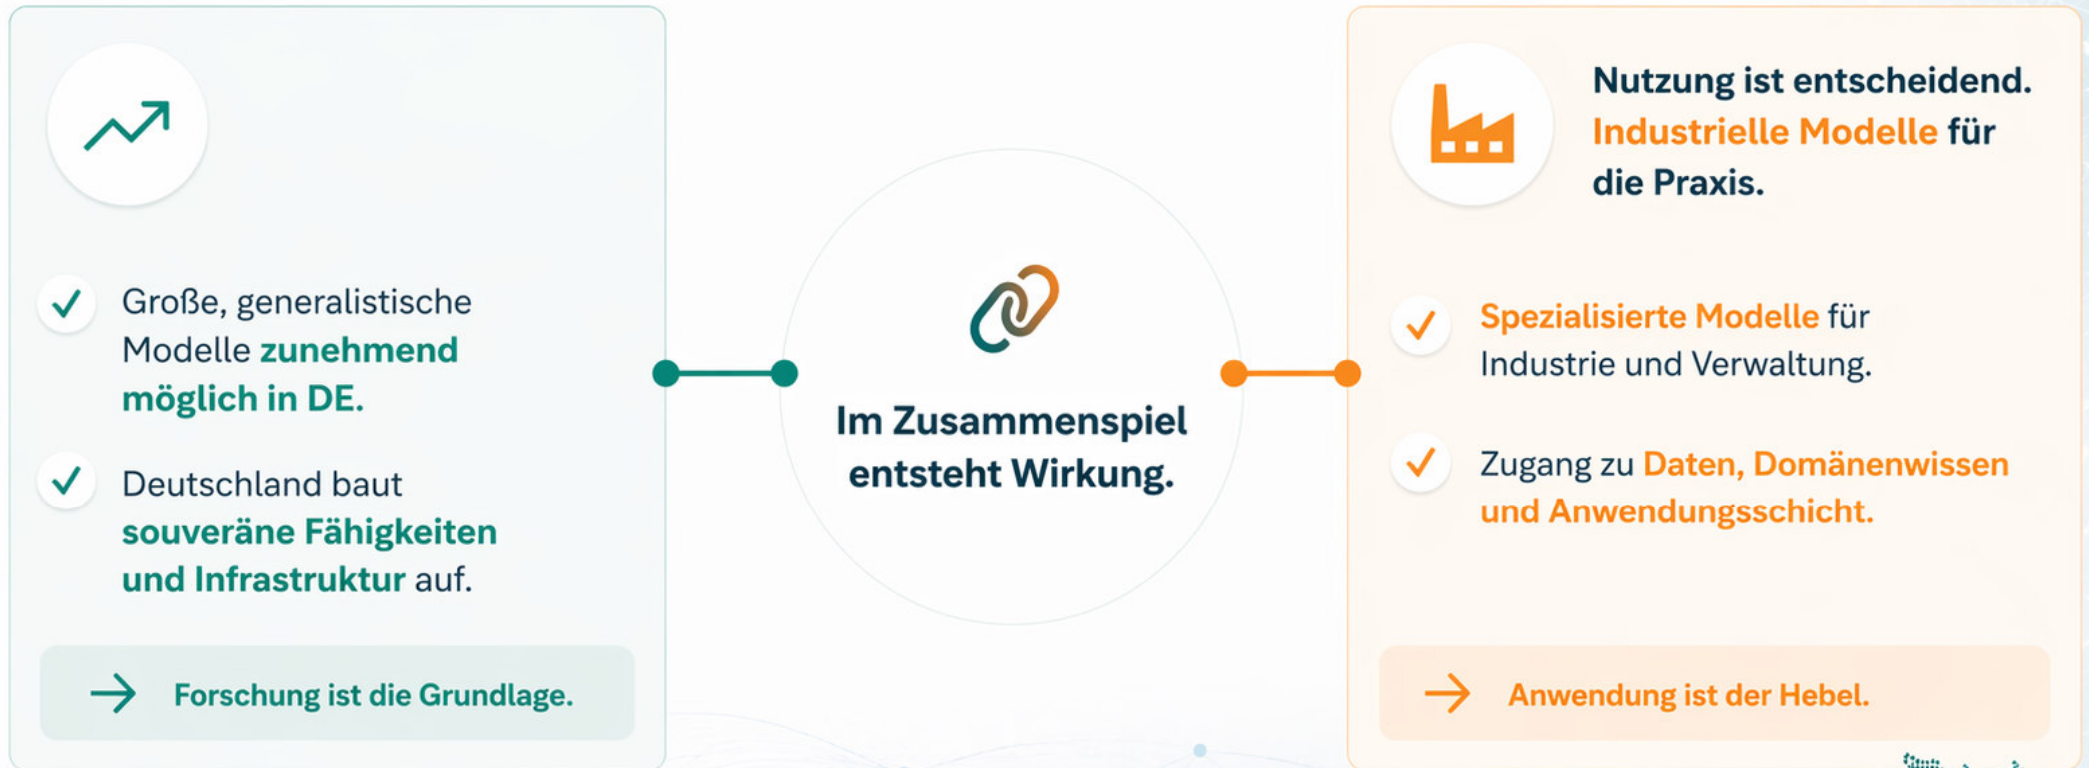 Große, generalistische
Modelle zunehmend
möglich in DE.
Deutschland baut
souveräne Fähigkeiten
und Infrastruktur auf.
Forschung ist die Grundlage.
Im Zusammenspiel
entsteht Wirkung.
Nutzung ist entscheidend.
Industrielle Modelle für
die Praxis.
Spezialisierte Modelle für
Industrie und Verwaltung.
Zugang zu Daten, Domänenwissen
und Anwendungsschicht.
Anwendung ist der Hebel.